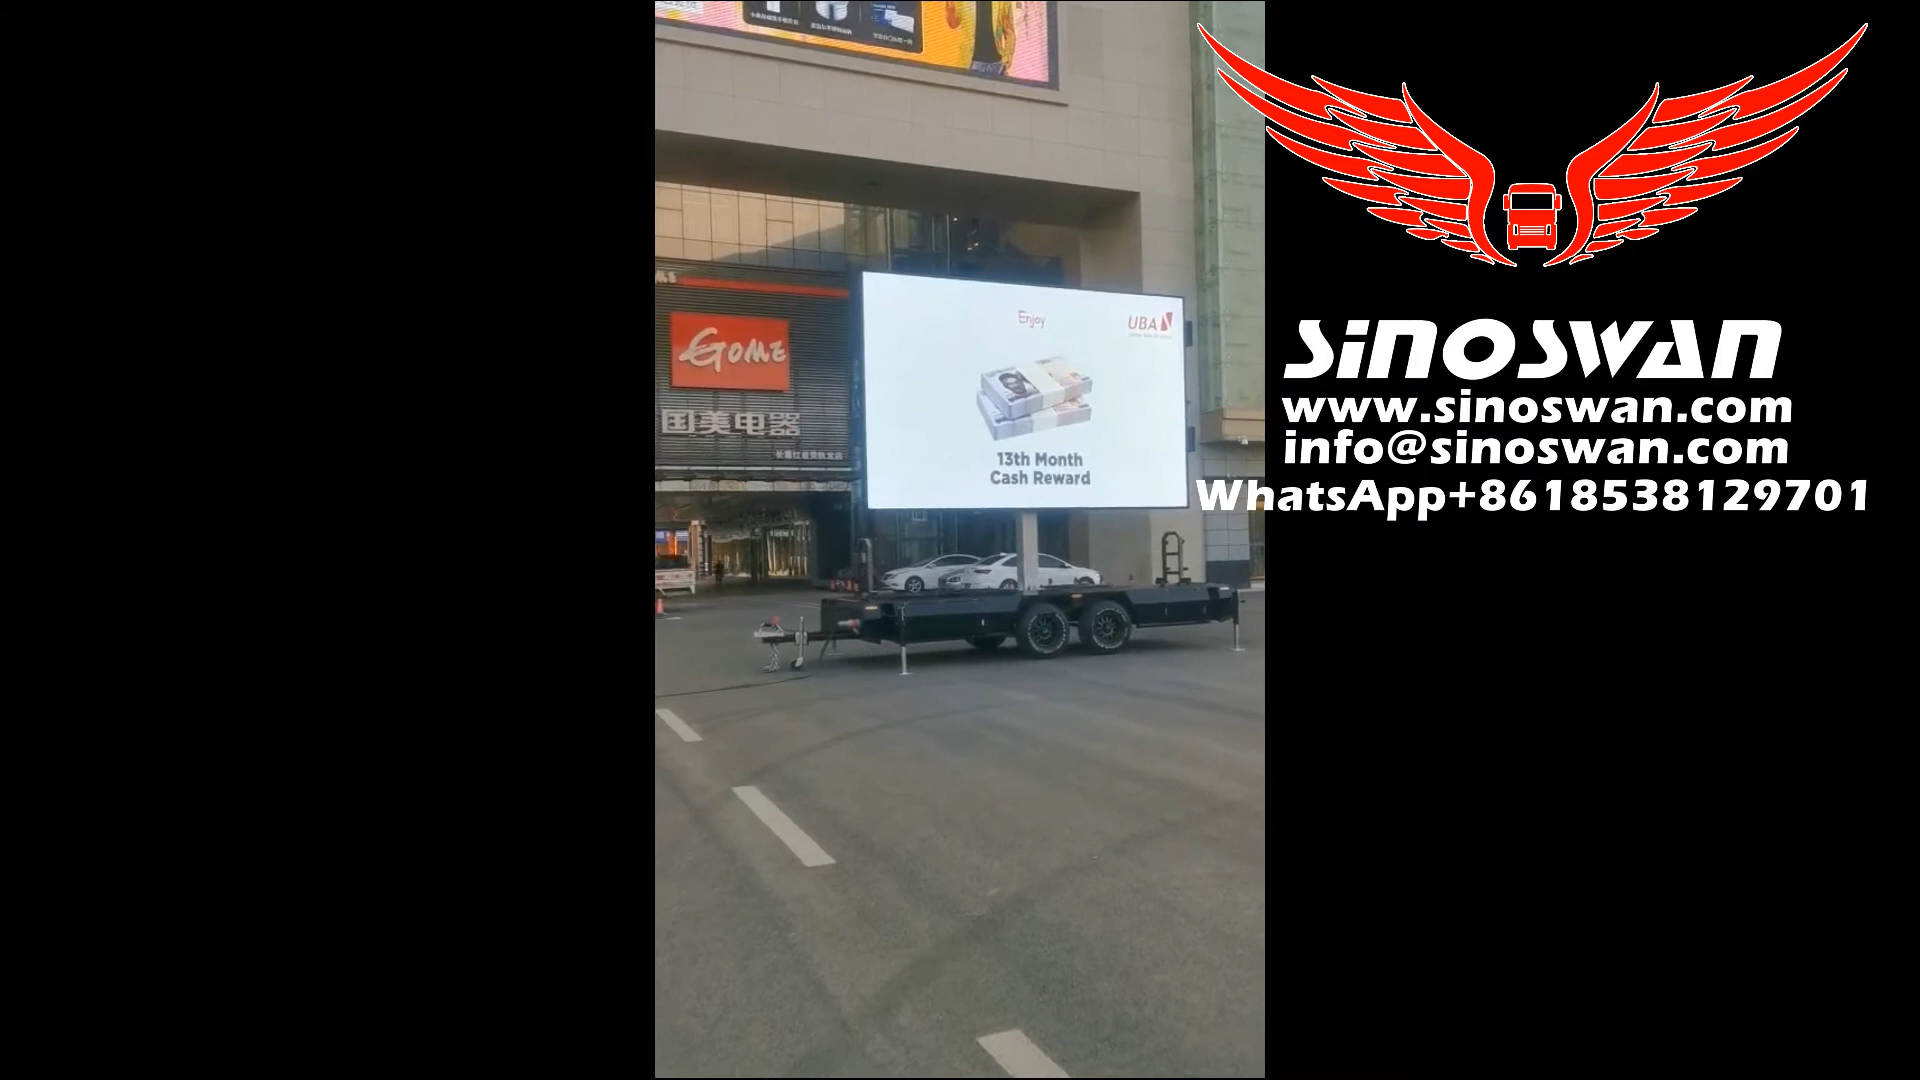 GOME
国美电器
Enjoy
UBA
13th Month
Cash Reward
SINOSWAN
www.sinoswan.com
info@sinoswan.com
WhatsApp+8618538129701